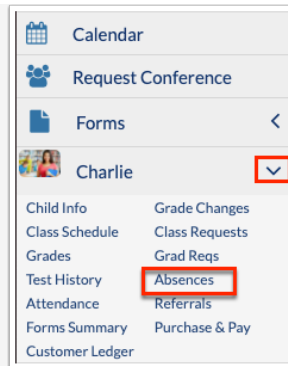 Calendar
Request Conference
Forms
Charlie
Child Info Grade Changes
Class Schedule Class Requests
Grades Grad Reqs
Test History Absences
Attendance Referrals
Forms Summary Purchase & Pay
Customer Ledger